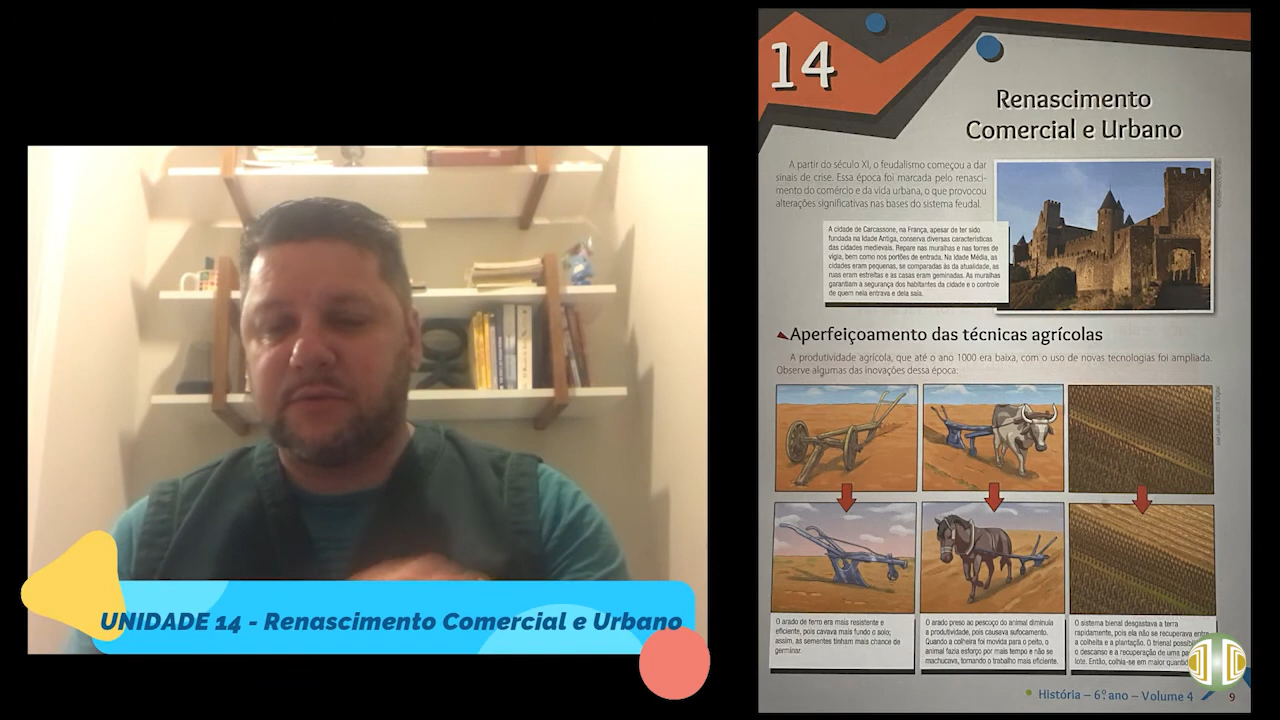 UNIDADE 14 - Renascimento Comercial e Urbano
14
Renascimento
Comercial e Urbano
A partir do século XI, o feudalismo começou a dar
sinais de crise. Essa época foi marcada pelo renasci-
mento do comércio e da vida urbana, o que provocou
alterações significativas nas bases do sistema feudal.
A cidade de Carcassone, na França, apesar de ter sido
fundada na Idade Antiga, conserva diversas características
das cidades medievais. Repare nas muralhas e nas torres de
vigia, bem como nos portões de entrada. Na Idade Média, as
cidades eram pequenas, se comparadas às da atualidade, as
ruas eram estreitas e as casas eram geminadas. As muralhas
garantiam a segurança dos habitantes da cidade e o controle
de quem nela entrava e dela saía.
Aperfeiçoamento das técnicas agrícolas
A produtividade agrícola, que até o ano 1000 era baixa, com o uso de novas tecnologias foi ampliada.
Observe algumas das inovações dessa época:
O arado de ferro era mais resistente e
eficiente, pois cavava mais fundo o solo;
assim, as sementes tinham mais chance de
germinar.
O arado preso ao pescoço do animal diminuía
a produtividade, pois causava sufocamento.
Quando a coalheira foi movida para o peito, o
animal fazia esforço por mais tempo e não se
machucava, tornando o trabalho mais eficiente.
O sistema bienal desgastava a terra
rapidamente, pois ela não se recuperava entre
a colheita e a plantação. O trienal
o descanso e a recuperação de uma
lote. Então, colhia-se em maior
História – 6º. ano – Volume 4
9